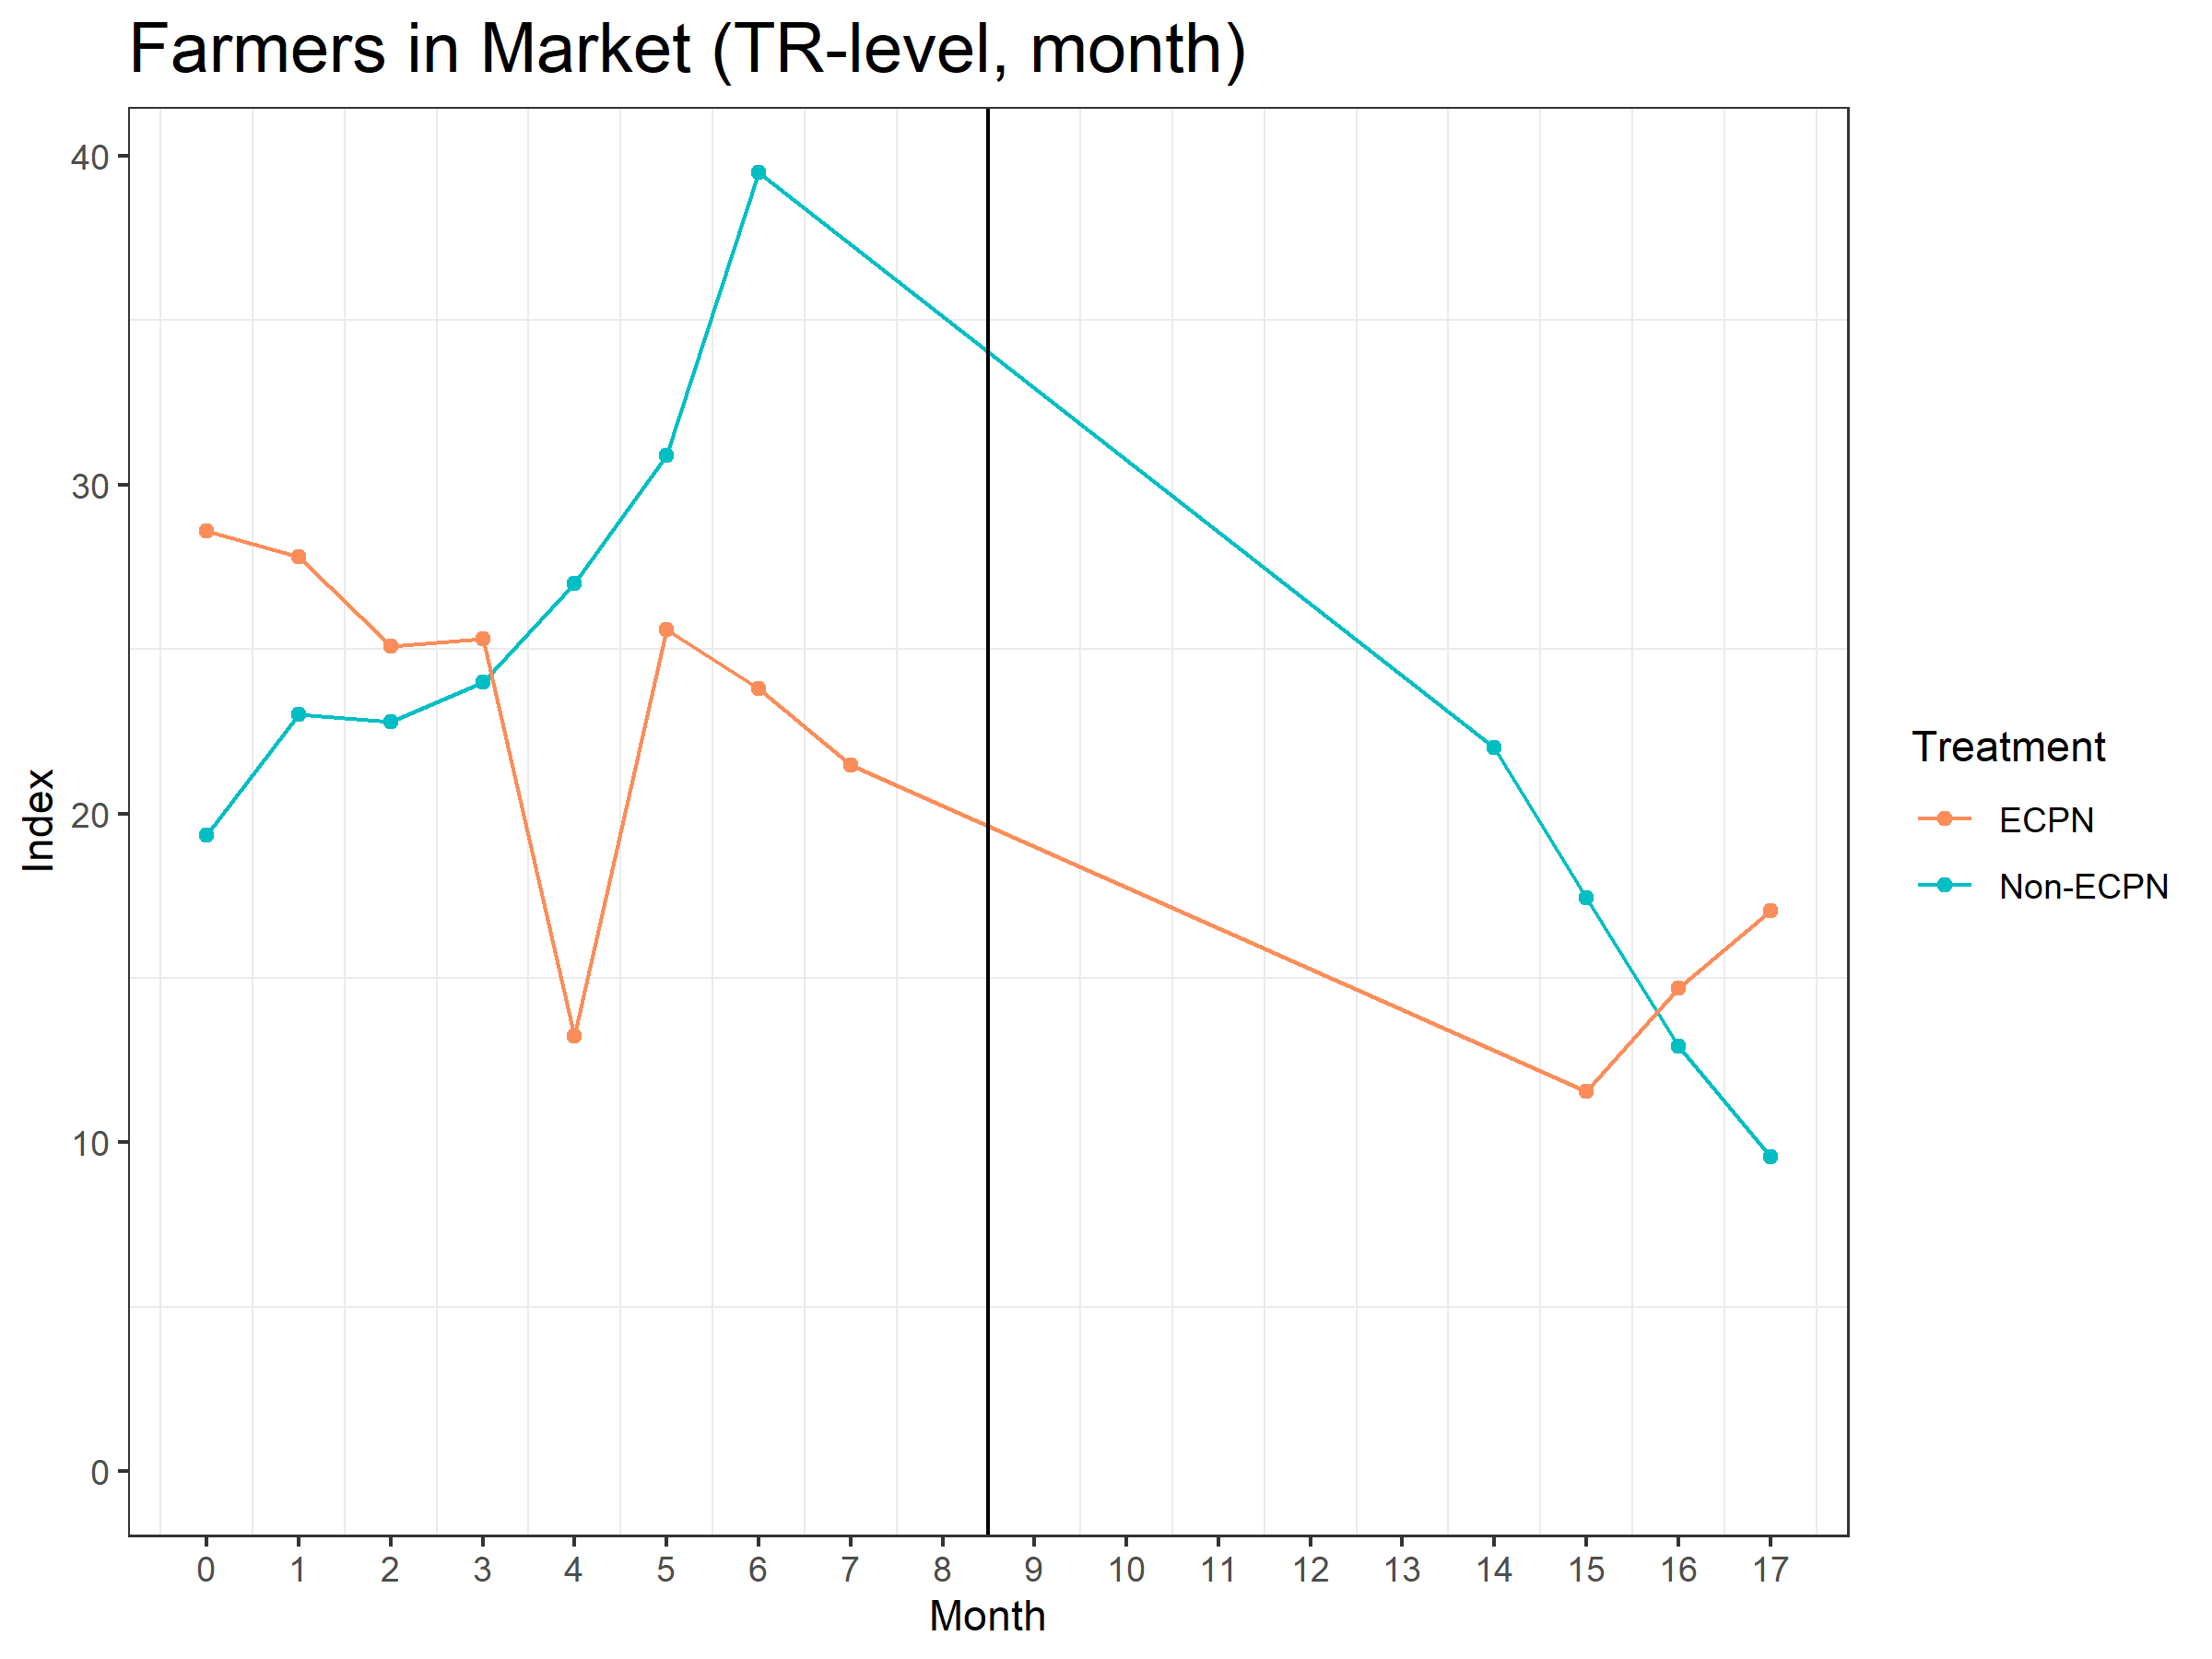 Farmers in Market (TR-level, month)
40
30
20
10
0
Index
0 1 2 3 4 5 6 7 8 9 10 11 12 13 14 15 16 17
Month
Treatment
ECPN
Non-ECPN